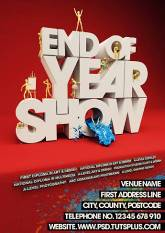 END OF
YEAR
SHOW
VENUE NAME
FIRST ADDRESS LINE
CITY, COUNTY, POSTCODE
TELEPHONE NO. 12345 678 910
WEBSITE. WWW.PSD.TUTSPLUS.COM